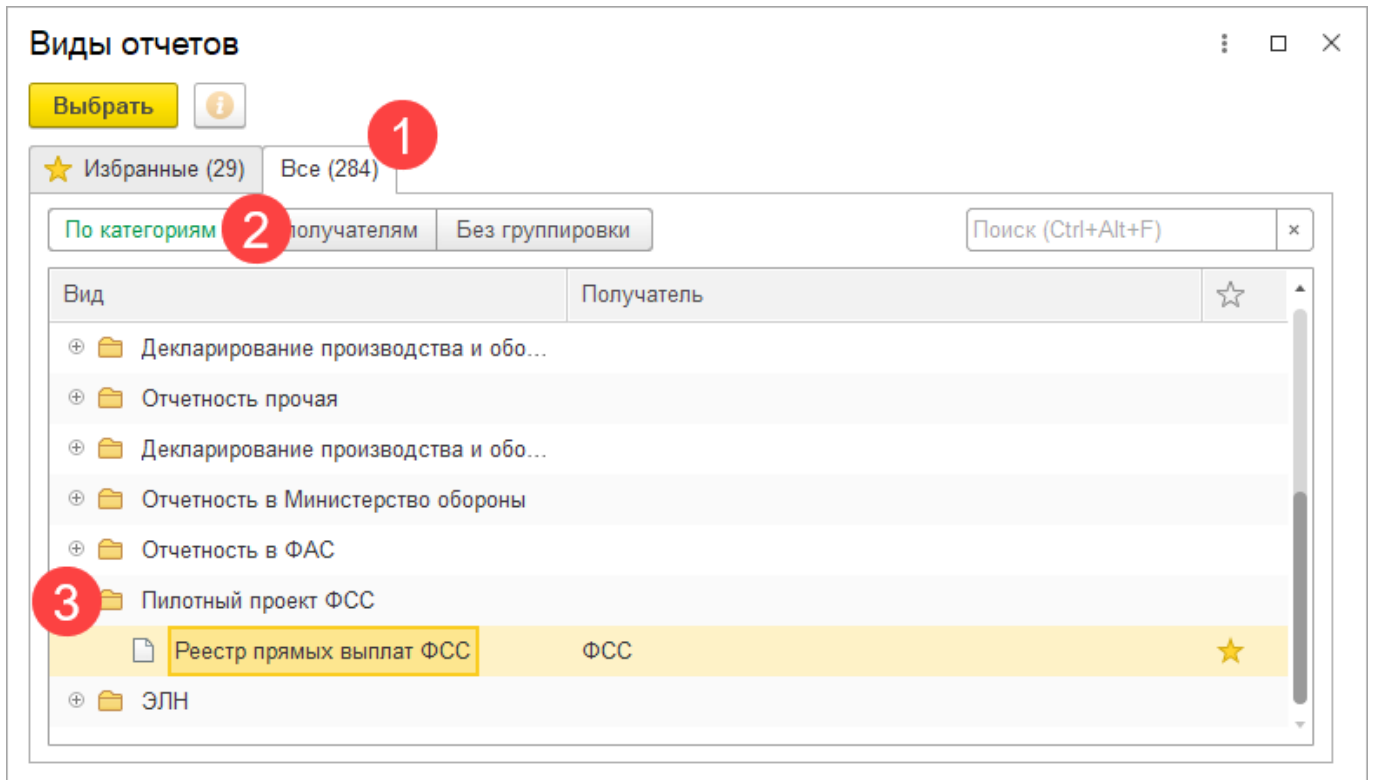 Виды отчетов
Выбрать
Избранные (29) Все (284) 1
По категориям 2 получателям Без группировки Поиск (Ctrl+Alt+F) ×
Вид Получатель
Декларирование производства и обо...
Отчетность прочая
Декларирование производства и обо...
Отчетность в Министерство обороны
Отчетность в ФАС
3 Пилотный проект ФСС
Реестр прямых выплат ФСС ФСС
ЭЛН